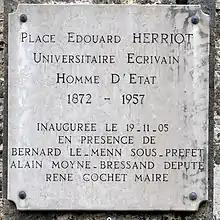 PLACE EDOUARD HERRIOT
UNIVERSITAIRE ECRIVAIN
HOMME D'ETAT
1872 - 1957
INAUGUREE LE 19-11-05
EN PRESENCE DE
BERNARD LE MENN SOUS-PREFET
ALAIN MOYNE-BRESSAND DEPUTE
RENE COCHET MAIRE